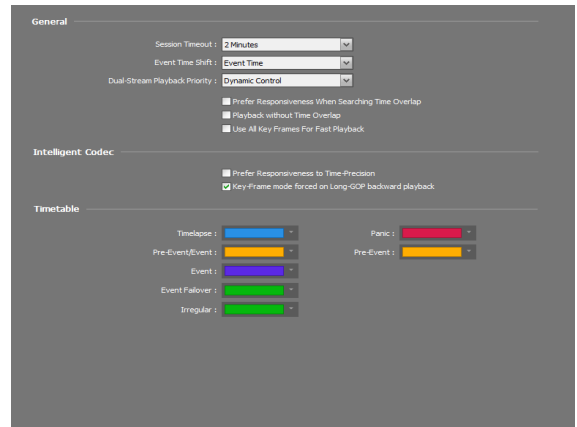 General
Session Timeout : 2 Minutes
Event Time Shift : Event Time
Dual-Stream Playback Priority : Dynamic Control
Prefer Responsiveness When Searching Time Overlap
Playback without Time Overlap
Use All Key Frames For Fast Playback
Intelligent Codec
Prefer Responsiveness to Time-Precision
Key-Frame mode forced on Long-GOP backward playback
Timetable
Timelapse : Panic :
Pre-Event/Event : Pre-Event :
Event :
Event Failover :
Irregular :